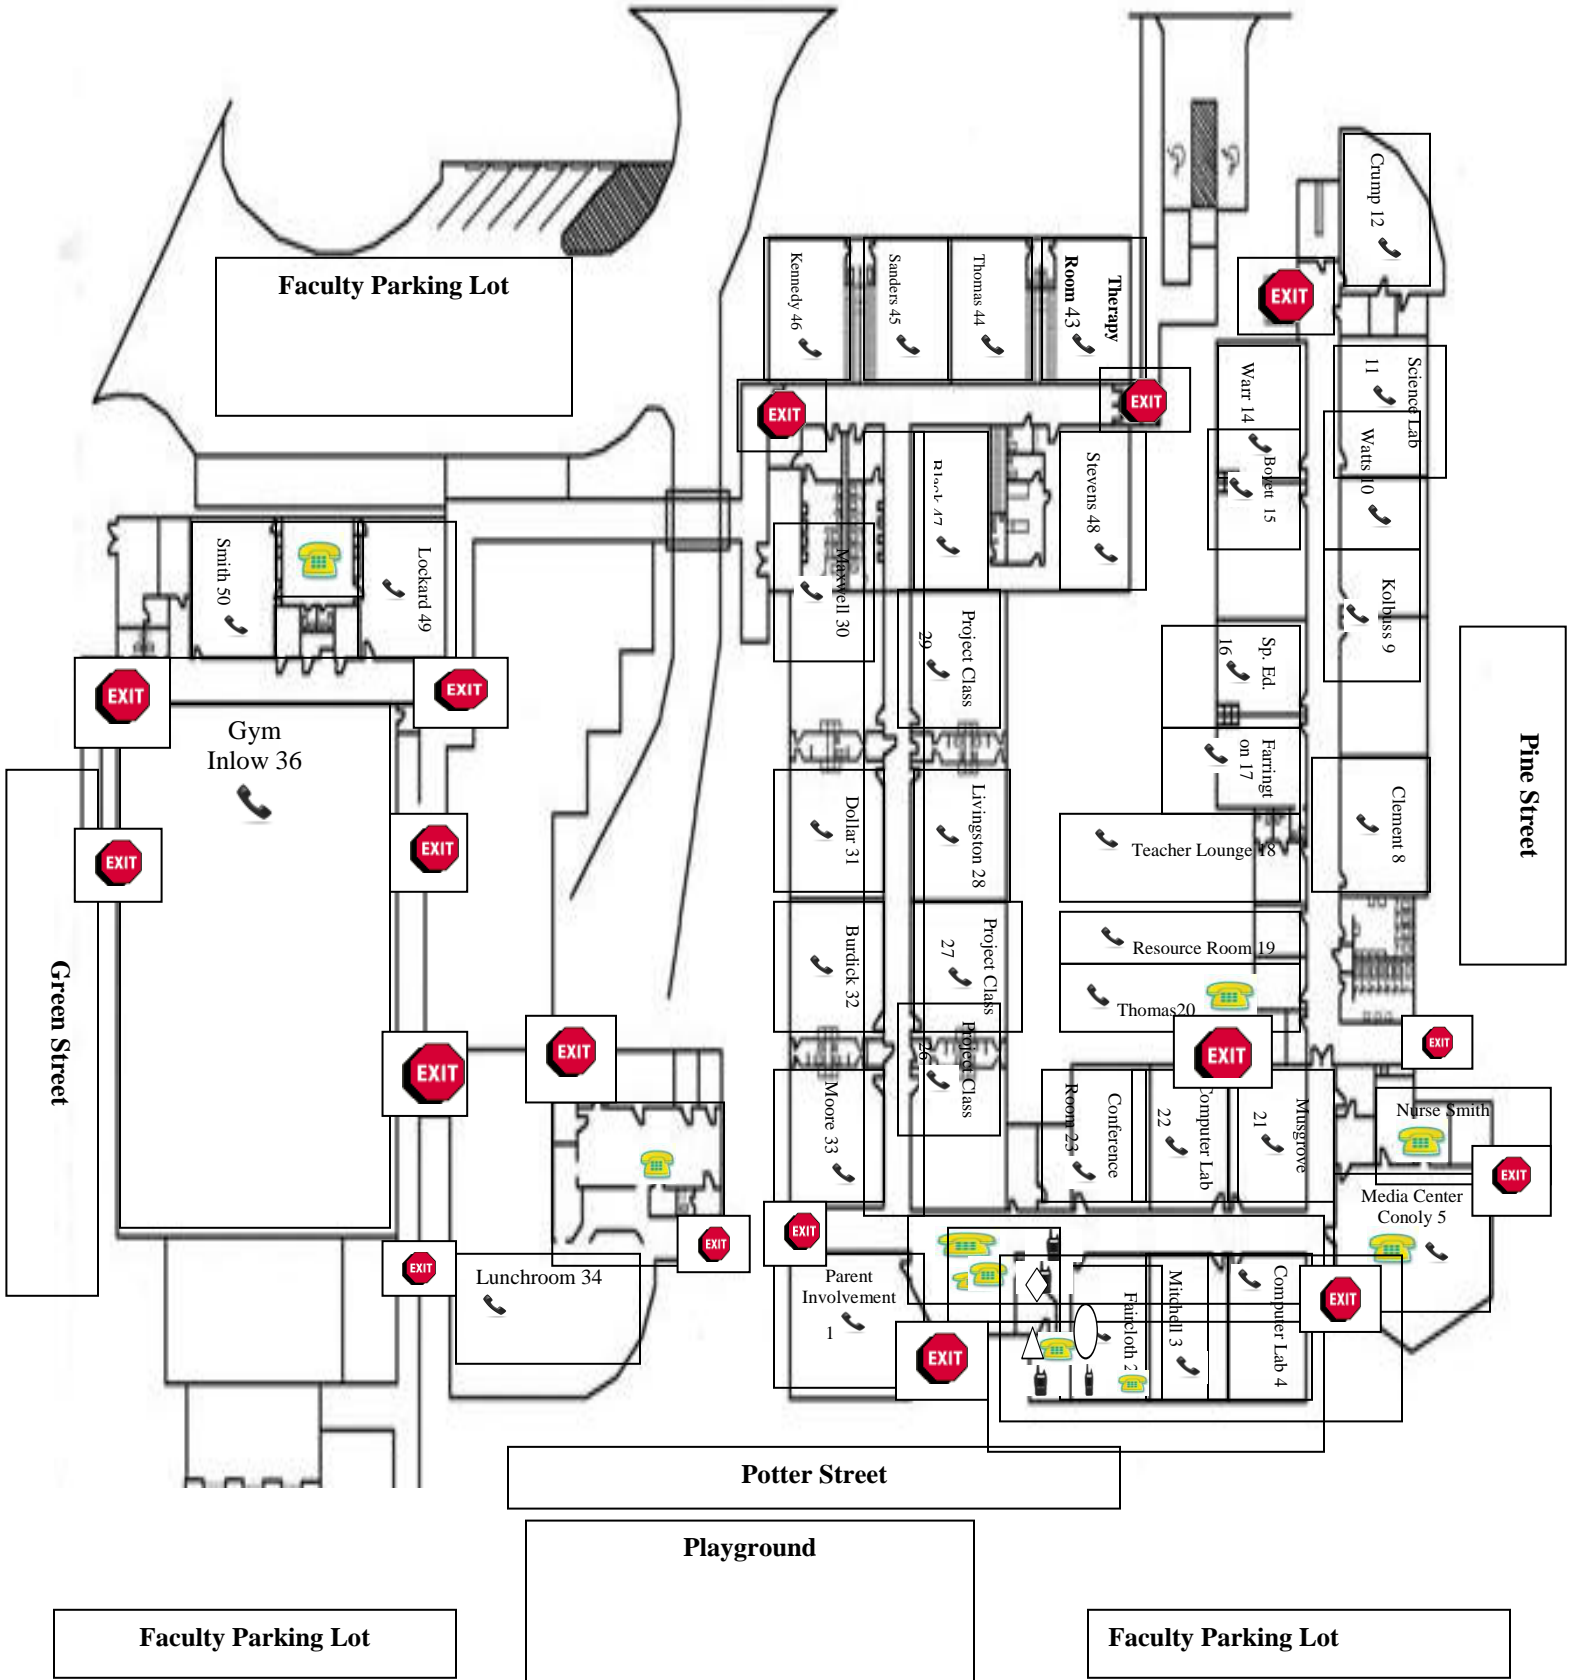 Faculty Parking Lot
Crump 12
Kennedy 46
Sanders 45
Thomas 44
Therapy
Room 43
EXIT
EXIT
EXIT
Warr 14
Science Lab
11
Watts 10
Boyett 15
47
Stevens 48
Smith 50
Lockard 49
Maxwell 30
Kolbuss 9
Project Class
29
Sp. Ed.
16
EXIT
EXIT
Gym
Inlow 36
Farringt
on 17
Pine Street
Dollar 31
Livingston 28
Clement 8
EXIT
EXIT
Teacher Lounge 18
Burdick 32
Project Class
27
Resource Room 19
Green Street
Thomas20
EXIT
EXIT
EXIT
EXIT
Project Class
26
Moore 33
Conference
Room 23
Computer Lab
22
Musgrove
21
Nurse Smith
EXIT
Media Center
Conoly 5
EXIT
EXIT
EXIT
Lunchroom 34
Parent
Involvement
1
EXIT
Faircloth 2
Mitchell 3
Computer Lab 4
EXIT
Potter Street
Playground
Faculty Parking Lot
Faculty Parking Lot